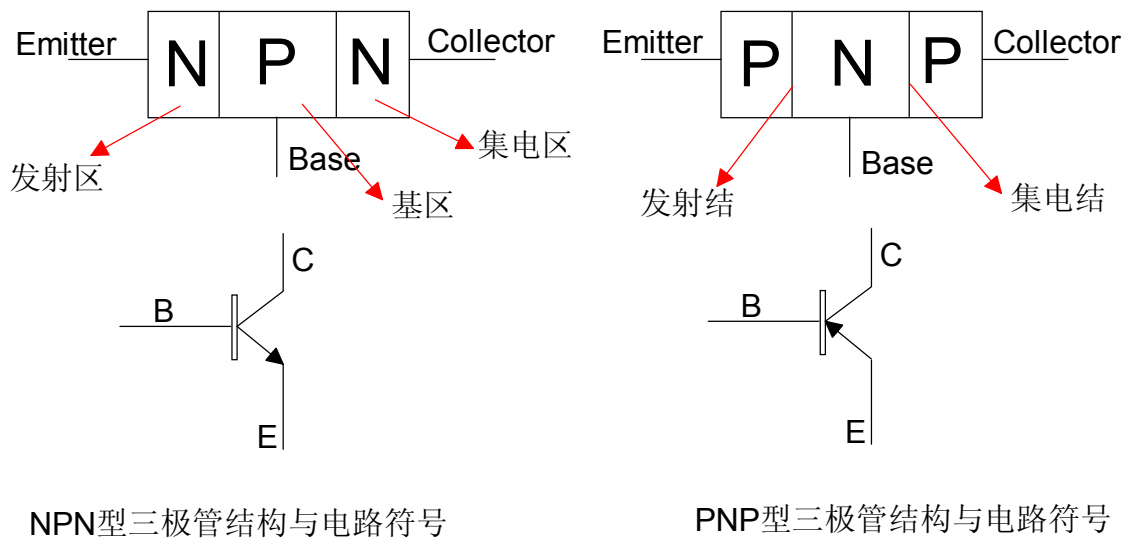 Emitter
N P N
Collector
Base
发射区
基区
集电区
C
B
E
NPN型三极管结构与电路符号
Emitter
P N P
Collector
Base
发射结
集电结
C
B
E
PNP型三极管结构与电路符号